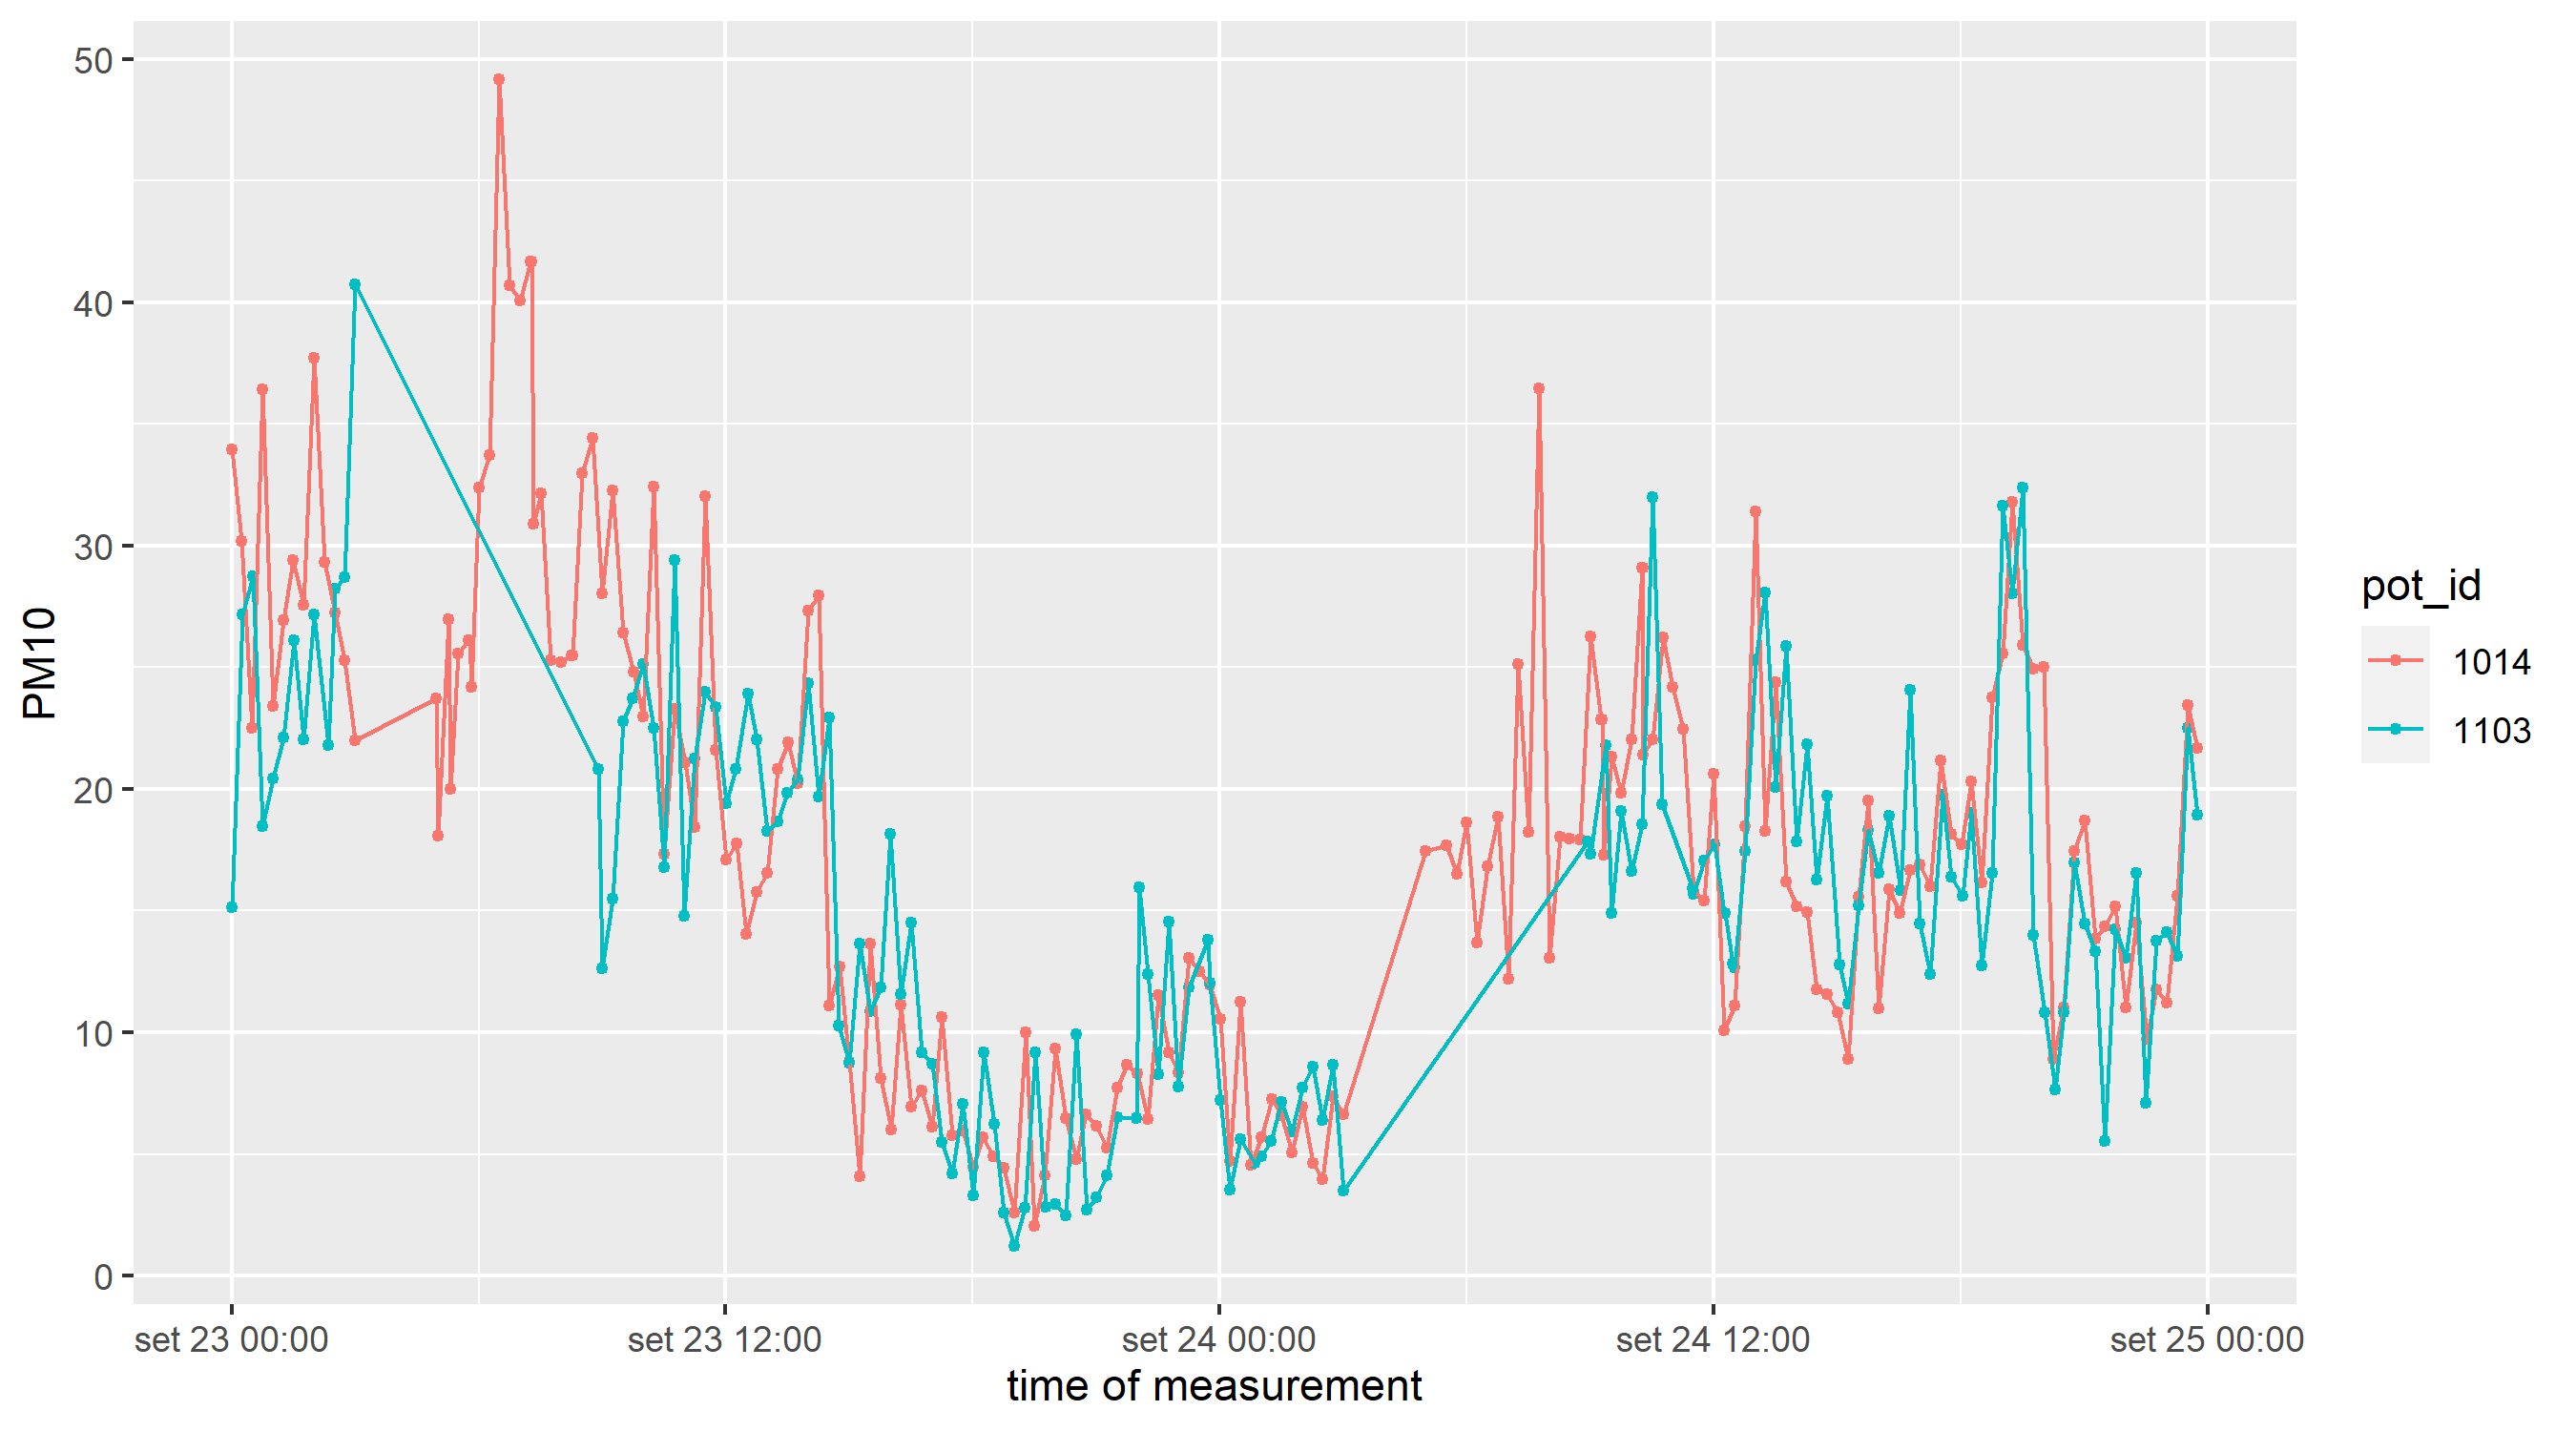 50
40
30
20
10
0
PM10
set 23 00:00
set 23 12:00
set 24 00:00
set 24 12:00
set 25 00:00
time of measurement
pot_id
1014
1103